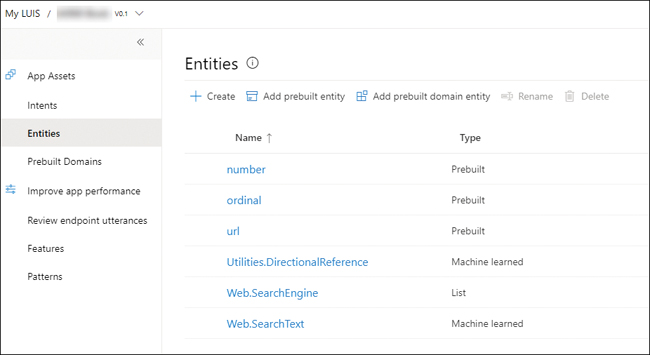 My LUIS / V0.1
App Assets
Intents
Entities
Prebuilt Domains
Improve app performance
Review endpoint utterances
Features
Patterns
Entities
Create Add prebuilt entity Add prebuilt domain entity Rename Delete
Name ↑ Type
number Prebuilt
ordinal Prebuilt
url Prebuilt
Utilities.DirectionalReference Machine learned
Web.SearchEngine List
Web.SearchText Machine learned